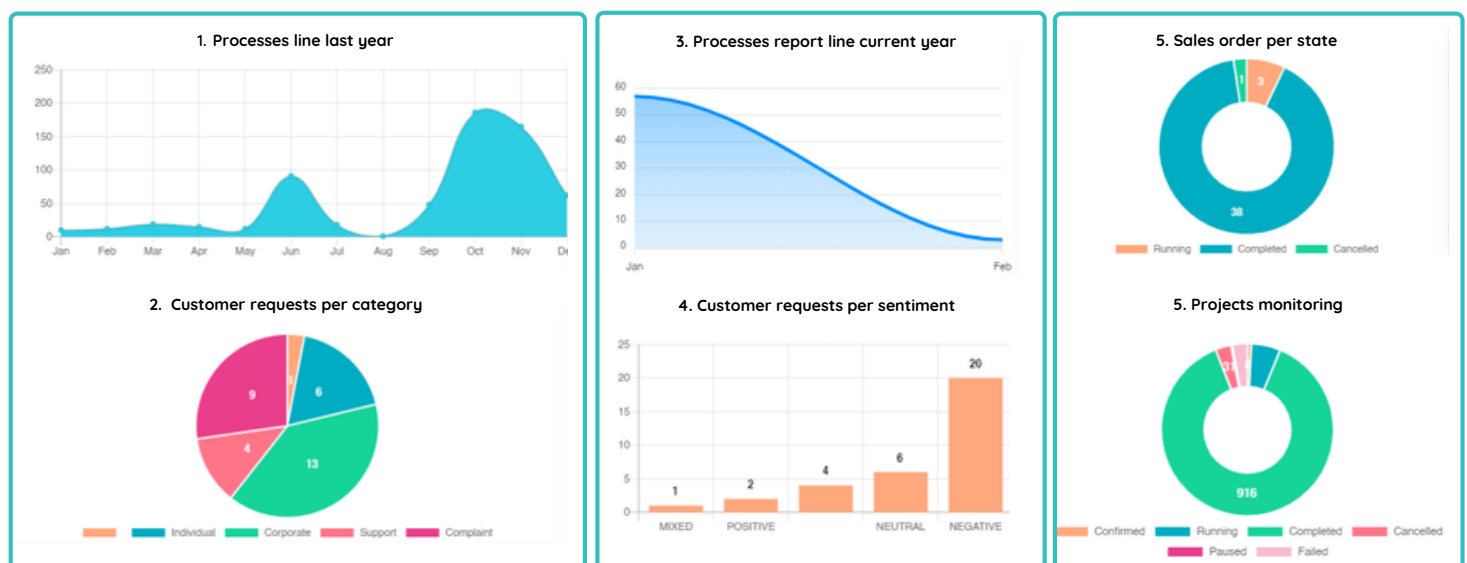 1. Processes line last year
250
200
150
100
50
0
Jan Feb Mar Apr May Jun Jul Aug Sep Oct Nov De
2. Customer requests per category
1
6
13
4
9
Individual Corporate Support Complaint
3. Processes report line current year
60
50
40
30
20
10
0
Jan Feb
4. Customer requests per sentiment
25
20
15
10
5
0
1
2
4
6
20
MIXED POSITIVE NEUTRAL NEGATIVE
5. Sales order per state
1 3
38
Running Completed Cancelled
5. Projects monitoring
916
Confirmed Running Completed Cancelled
Paused Failed